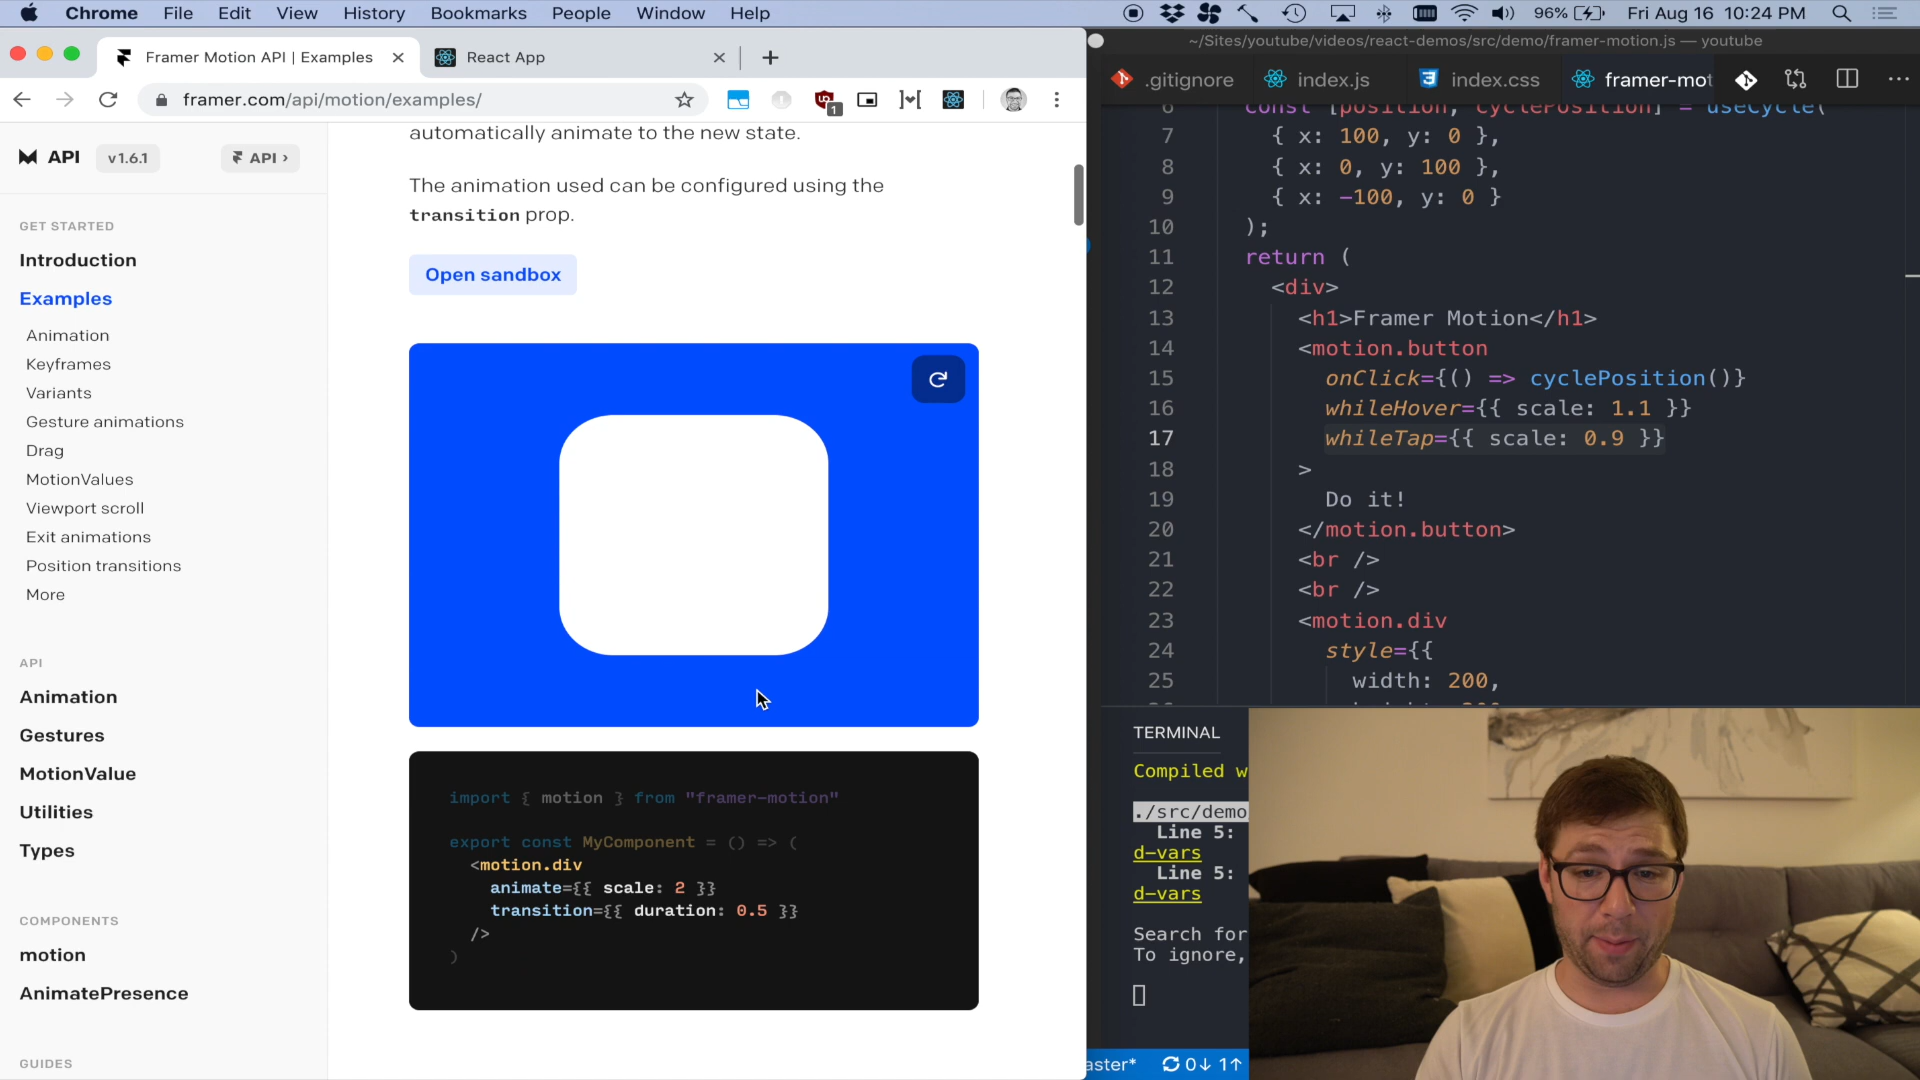 Chrome File Edit View History Bookmarks People Window Help 96% Fri Aug 16 10:24 PM
Framer Motion API | Examples
React App
framer.com/api/motion/examples/
1
API v1.6.1 API ›
GET STARTED
Introduction
Examples
Animation
Keyframes
Variants
Gesture animations
Drag
MotionValues
Viewport scroll
Exit animations
Position transitions
More
API
Animation
Gestures
MotionValue
Utilities
Types
COMPONENTS
motion
AnimatePresence
GUIDES
automatically animate to the new state.
The animation used can be configured using the
transition prop.
Open sandbox
import { motion } from "framer-motion"
export const MyComponent = () => (
<motion.div
animate={{ scale: 2 }}
transition={{ duration: 0.5 }}
/>
)
~/Sites/youtube/videos/react-demos/src/demo/framer-motion.js — youtube
.gitignore index.js index.css framer-mot
6 const [position, cyclePosition] = useCycle(
7 { x: 100, y: 0 },
8 { x: 0, y: 100 },
9 { x: -100, y: 0 }
10 );
11 return (
12 <div>
13 <h1>Framer Motion</h1>
14 <motion.button
15 onClick={() => cyclePosition()}
16 whileHover={{ scale: 1.1 }}
17 whileTap={{ scale: 0.9 }}
18 >
19 Do it!
20 </motion.button>
21 <br />
22 <br />
23 <motion.div
24 style={{
25 width: 200,
TERMINAL
Compiled w
./src/demo
Line 5:
d-vars
Line 5:
d-vars
Search for
To ignore,
aster* 0↓ 1↑